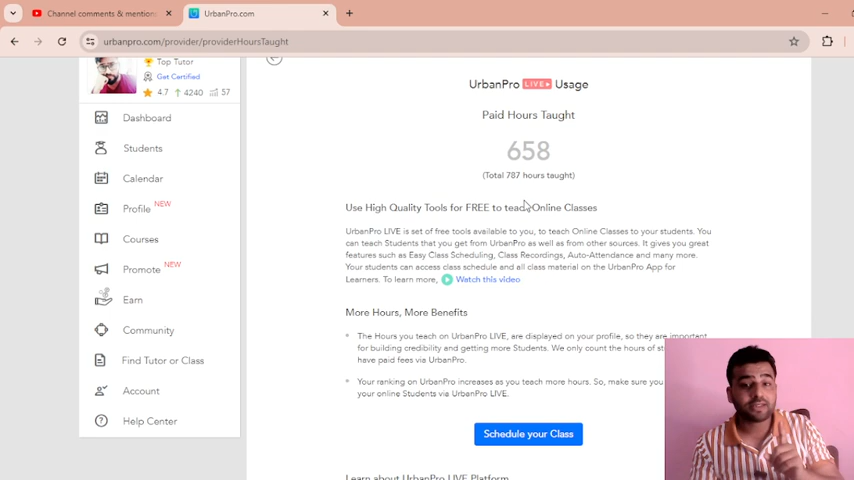 Channel comments & mentions
UrbanPro.com
urbanpro.com/provider/providerHoursTaught
Top Tutor
Get Certified
4.7 4240 57
Dashboard
Students
Calendar
Profile NEW
Courses
Promote NEW
Earn
Community
Find Tutor or Class
Account
Help Center
UrbanPro LIVE Usage
Paid Hours Taught
658
(Total 787 hours taught)
Use High Quality Tools for FREE to teach Online Classes
UrbanPro LIVE is set of free tools available to you, to teach Online Classes to your students. You
can teach Students that you get from UrbanPro as well as from other sources. It gives you great
features such as Easy Class Scheduling, Class Recordings, Auto-Attendance and many more.
Your students can access class schedule and all class material on the UrbanPro App for
Learners. To learn more, Watch this video
More Hours, More Benefits
The Hours you teach on UrbanPro LIVE, are displayed on your profile, so they are important
for building credibility and getting more Students. We only count the hours of
have paid fees via UrbanPro.
Your ranking on UrbanPro increases as you teach more hours. So, make sure you
your online Students via UrbanPro LIVE.
Schedule your Class
Learn about UrbanPro LIVE Platform